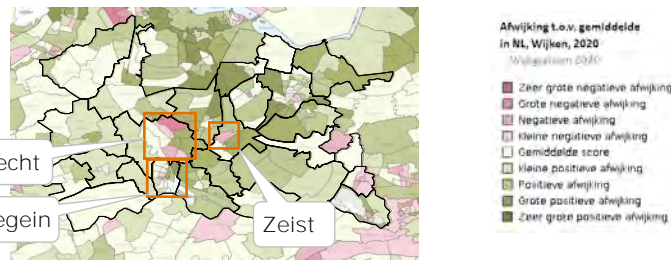 echt
egein
Zeist
Afwijking t.o.v. gemiddelde
in NL, Wijken, 2020
Zeer grote negatieve afwijking
Grote negatieve afwijking
Negatieve afwijking
Kleine negatieve afwijking
Gemiddelde score
Kleine positieve afwijking
Positieve afwijking
Grote positieve afwijking
Zeer grote positieve afwijking